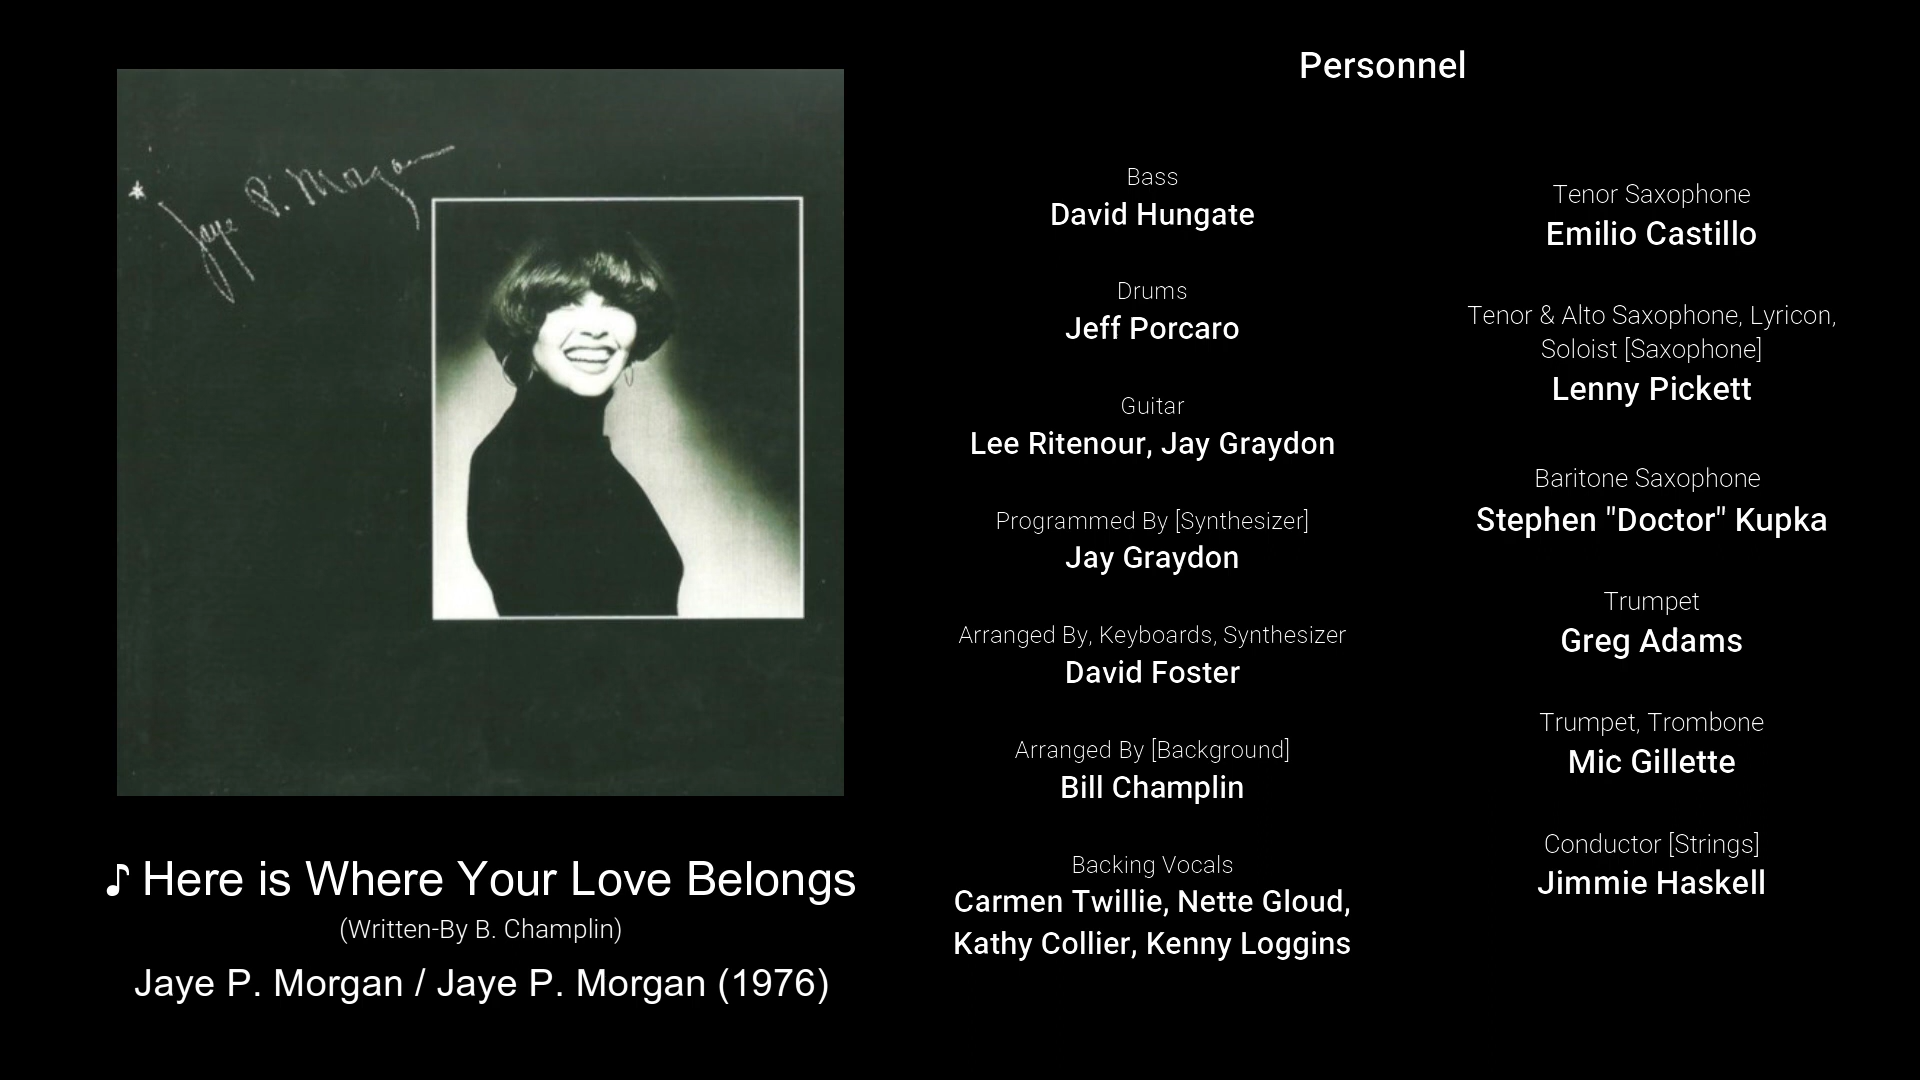 Jaye P. Morgan
♪ Here is Where Your Love Belongs
(Written-By B. Champlin)
Jaye P. Morgan / Jaye P. Morgan (1976)
Personnel
Bass
David Hungate
Drums
Jeff Porcaro
Guitar
Lee Ritenour, Jay Graydon
Programmed By [Synthesizer]
Jay Graydon
Arranged By, Keyboards, Synthesizer
David Foster
Arranged By [Background]
Bill Champlin
Backing Vocals
Carmen Twillie, Nette Gloud,
Kathy Collier, Kenny Loggins
Tenor Saxophone
Emilio Castillo
Tenor & Alto Saxophone, Lyricon,
Soloist [Saxophone]
Lenny Pickett
Baritone Saxophone
Stephen "Doctor" Kupka
Trumpet
Greg Adams
Trumpet, Trombone
Mic Gillette
Conductor [Strings]
Jimmie Haskell